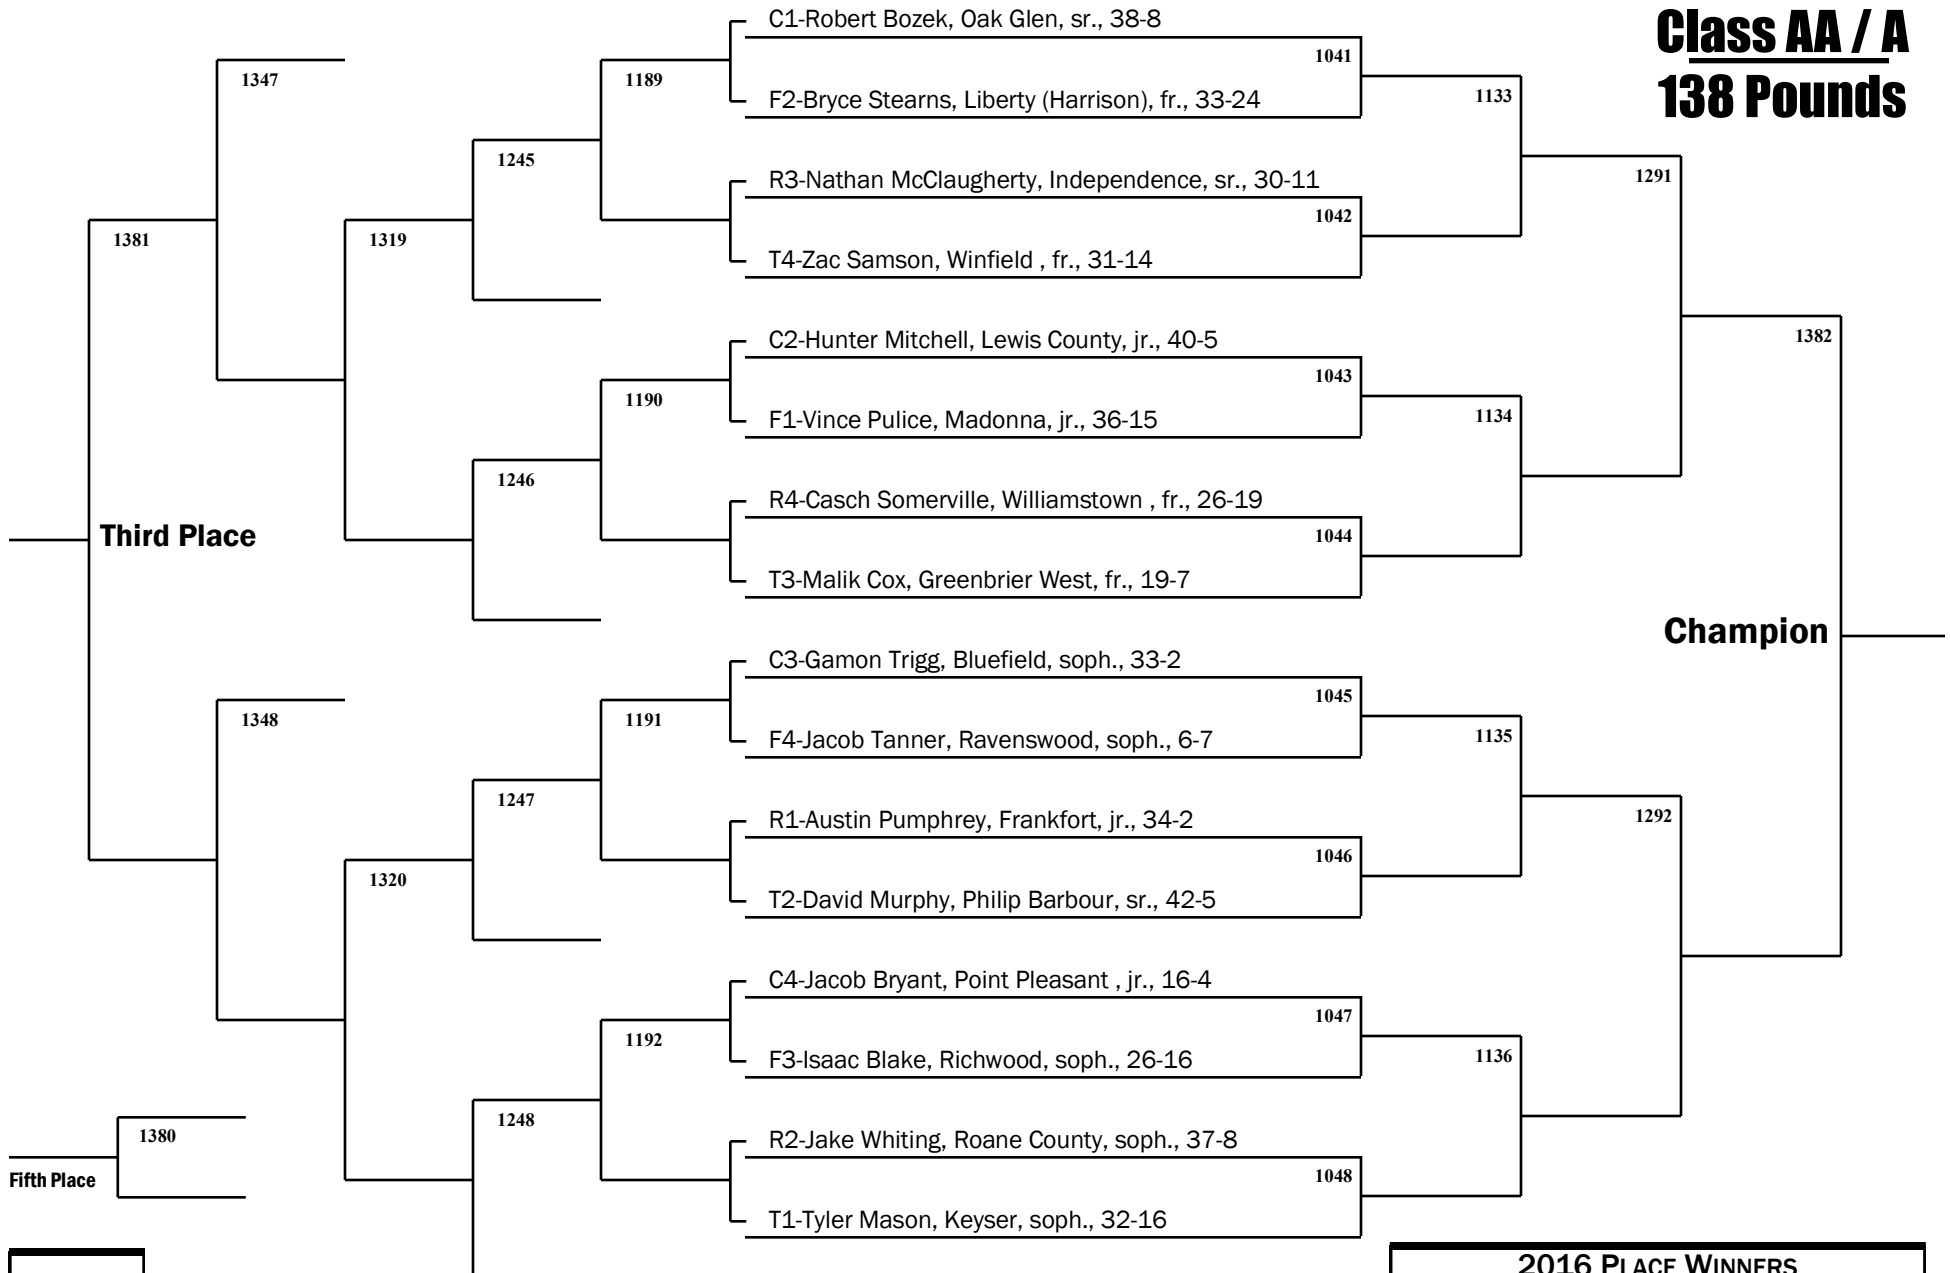 Class AA / A
138 Pounds
C1-Robert Bozek, Oak Glen, sr., 38-8
1041
1347
1189
F2-Bryce Stearns, Liberty (Harrison), fr., 33-24
1133
1245
R3-Nathan McClaugherty, Independence, sr., 30-11
1291
1042
1381
1319
T4-Zac Samson, Winfield , fr., 31-14
C2-Hunter Mitchell, Lewis County, jr., 40-5
1382
1043
1190
F1-Vince Pulice, Madonna, jr., 36-15
1134
1246
R4-Casch Somerville, Williamstown , fr., 26-19
Third Place
1044
T3-Malik Cox, Greenbrier West, fr., 19-7
Champion
C3-Gamon Trigg, Bluefield, soph., 33-2
1045
1348
1191
F4-Jacob Tanner, Ravenswood, soph., 6-7
1135
1247
R1-Austin Pumphrey, Frankfort, jr., 34-2
1292
1046
1320
T2-David Murphy, Philip Barbour, sr., 42-5
C4-Jacob Bryant, Point Pleasant , jr., 16-4
1047
1192
F3-Isaac Blake, Richwood, soph., 26-16
1136
1248
1380
R2-Jake Whiting, Roane County, soph., 37-8
Fifth Place
1048
T1-Tyler Mason, Keyser, soph., 32-16
2016 PLACE WINNERS